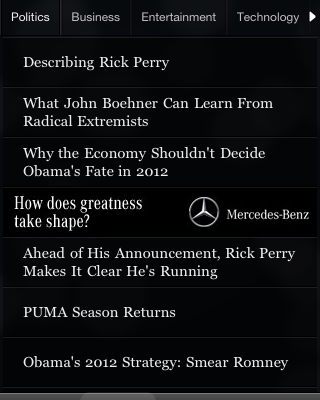 Politics Business Entertainment Technology
Describing Rick Perry
What John Boehner Can Learn From
Radical Extremists
Why the Economy Shouldn't Decide
Obama's Fate in 2012
How does greatness
take shape?
Mercedes-Benz
Ahead of His Announcement, Rick Perry
Makes It Clear He's Running
PUMA Season Returns
Obama's 2012 Strategy: Smear Romney